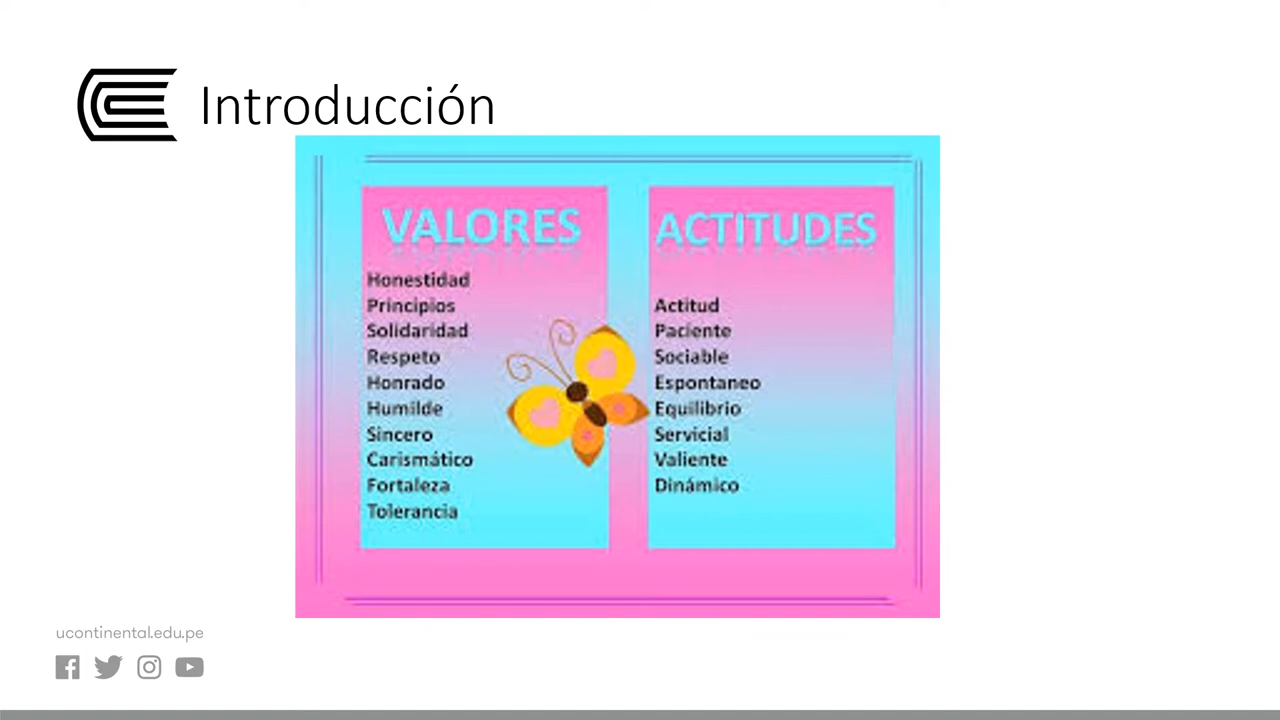 Introducción
VALORES
Honestidad
Principios
Solidaridad
Respeto
Honrado
Humilde
Sincero
Carismático
Fortaleza
Tolerancia
ACTITUDES
Actitud
Paciente
Sociable
Espontaneo
Equilibrio
Servicial
Valiente
Dinámico
ucontinental.edu.pe